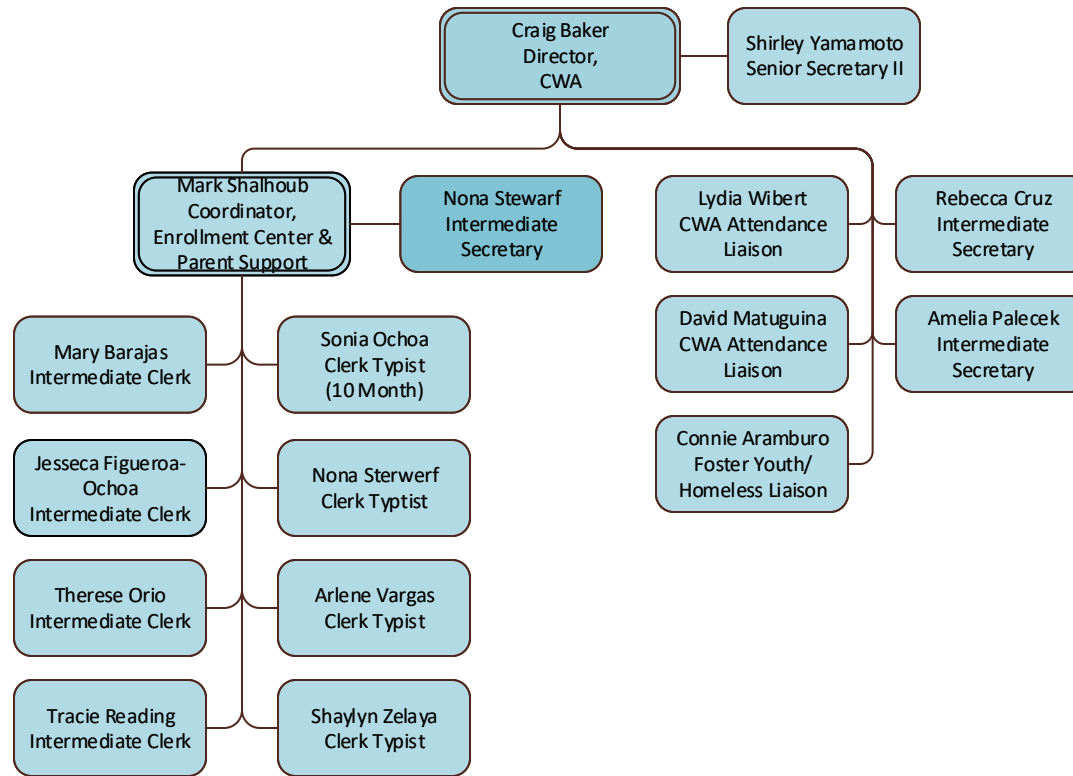 Craig Baker
Director,
CWA
Shirley Yamamoto
Senior Secretary II
Mark Shalhoub
Coordinator,
Enrollment Center &
Parent Support
Nona Stewarf
Intermediate
Secretary
Lydia Wibert
CWA Attendance
Liaison
Rebecca Cruz
Intermediate
Secretary
Mary Barajas
Intermediate Clerk
Sonia Ochoa
Clerk Typist
(10 Month)
David Matuguina
CWA Attendance
Liaison
Amelia Palecek
Intermediate
Secretary
Jesseca Figueroa-
Ochoa
Intermediate Clerk
Nona Sterwerf
Clerk Typtist
Connie Aramburo
Foster Youth/
Homeless Liaison
Therese Orio
Intermediate Clerk
Arlene Vargas
Clerk Typist
Tracie Reading
Intermediate Clerk
Shaylyn Zelaya
Clerk Typist